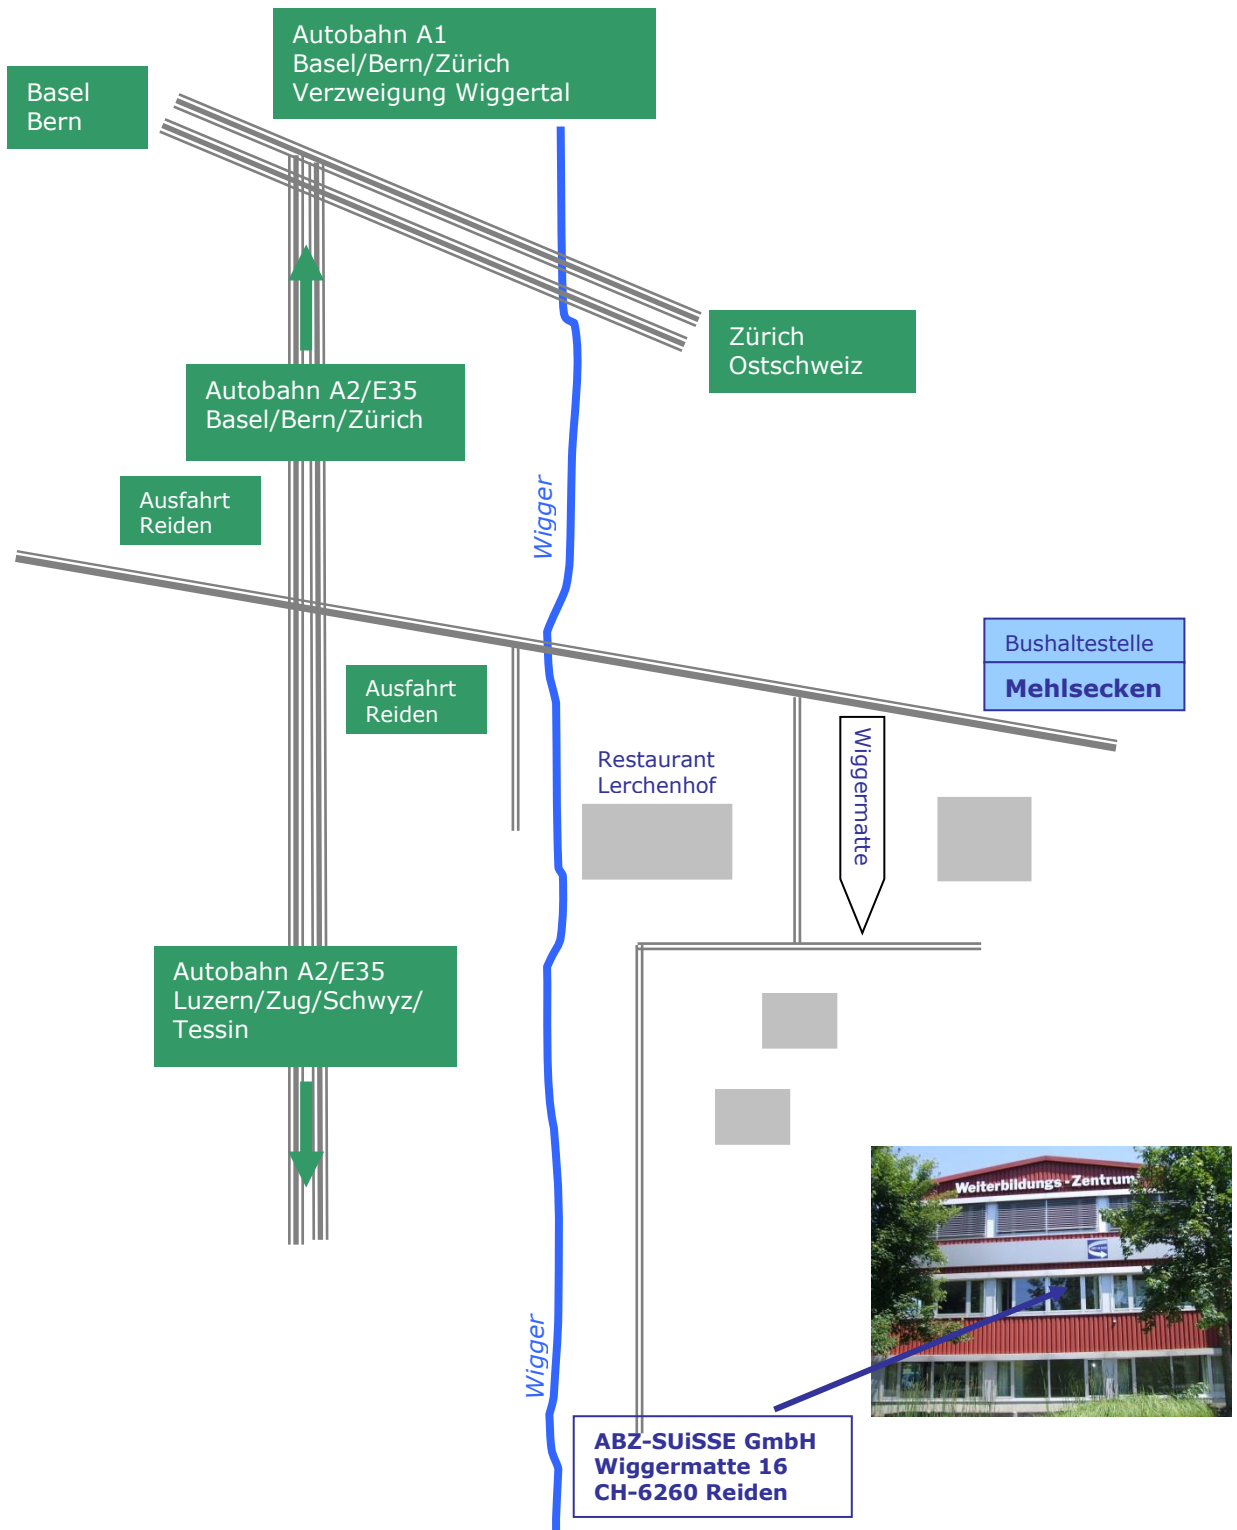 Autobahn A1
Basel/Bern/Zürich
Verzweigung Wiggertal
Basel
Bern
Zürich
Ostschweiz
Autobahn A2/E35
Basel/Bern/Zürich
Ausfahrt
Reiden
Wigger
Bushaltestelle
Mehlsecken
Ausfahrt
Reiden
Restaurant
Lerchenhof
Wiggermatte
Autobahn A2/E35
Luzern/Zug/Schwyz/
Tessin
Weiterbildungs-Zentrum
Wigger
ABZ-SUiSSE GmbH
Wiggermatte 16
CH-6260 Reiden